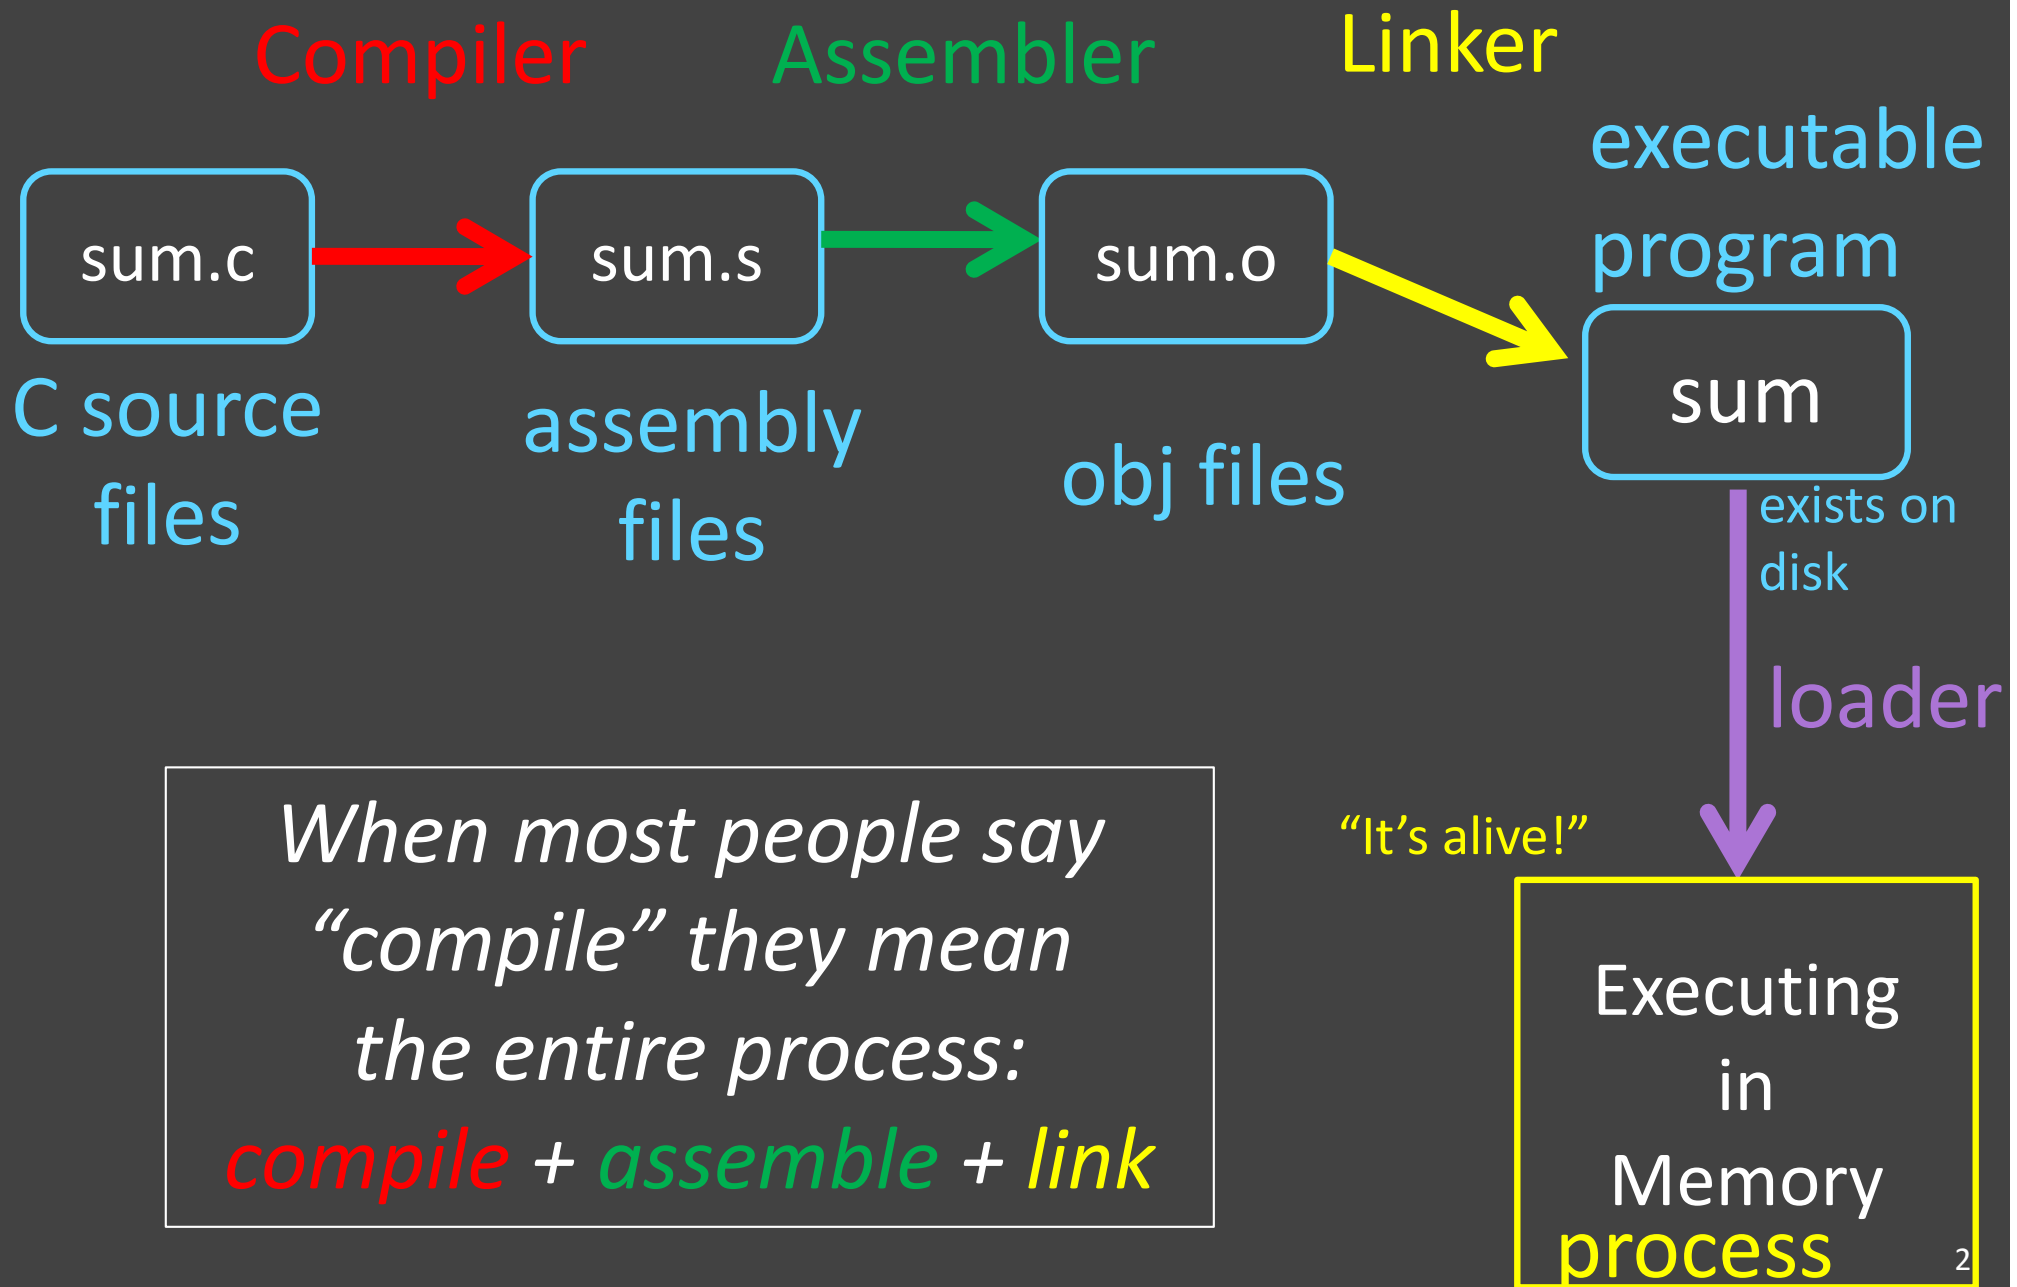 Compiler
Assembler
Linker
sum.c
sum.s
sum.o
executable
program
sum
C source
files
assembly
files
obj files
exists on
disk
loader
When most people say
“compile” they mean
the entire process:
compile + assemble + link
“It’s alive!”
Executing
in
Memory
process
2